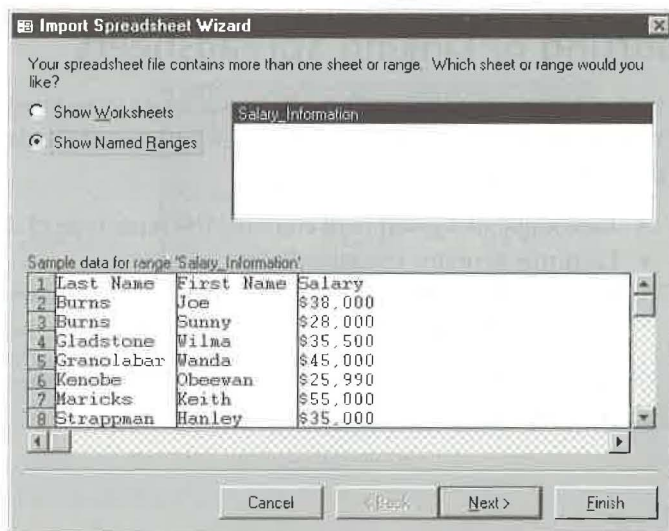 Import Spreadsheet Wizard
Your spreadsheet file contains more than one sheet or range. Which sheet or range would you
like?
Show Worksheets
Show Named Ranges
Salary_Information
Sample data for range 'Salary_Information'.
1 Last Name First Name Salary
2 Burns Joe $38,000
3 Burns Sunny $28,000
4 Gladstone Wilma $35,500
5 Granolabar Wanda $45,000
6 Kenobe Obeewan $25,990
7 Maricks Keith $55,000
8 Strappman Hanley $35,000
Cancel < Back Next > Finish